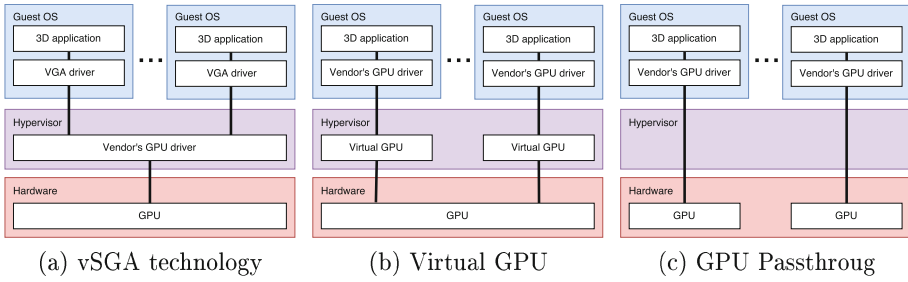 Guest OS
3D application
VGA driver
...
Guest OS
3D application
VGA driver
Hypervisor
Vendor's GPU driver
Hardware
GPU
(a) vSGA technology
Guest OS
3D application
Vendor's GPU driver
...
Guest OS
3D application
Vendor's GPU driver
Hypervisor
Virtual GPU
Virtual GPU
Hardware
GPU
(b) Virtual GPU
Guest OS
3D application
Vendor's GPU driver
...
Guest OS
3D application
Vendor's GPU driver
Hypervisor
Hardware
GPU
GPU
(c) GPU Passthroug